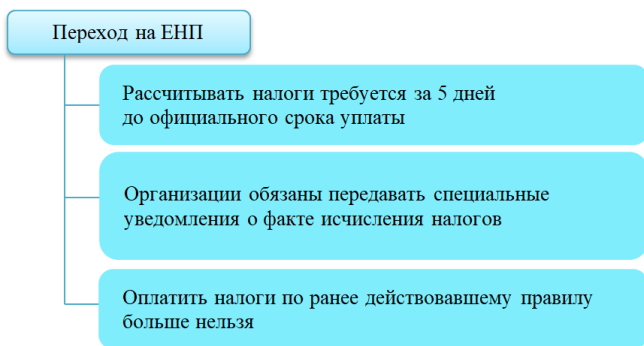 Переход на ЕНП
Рассчитывать налоги требуется за 5 дней
до официального срока уплаты
Организации обязаны передавать специальные
уведомления о факте исчисления налогов
Оплатить налоги по ранее действовавшему правилу
больше нельзя